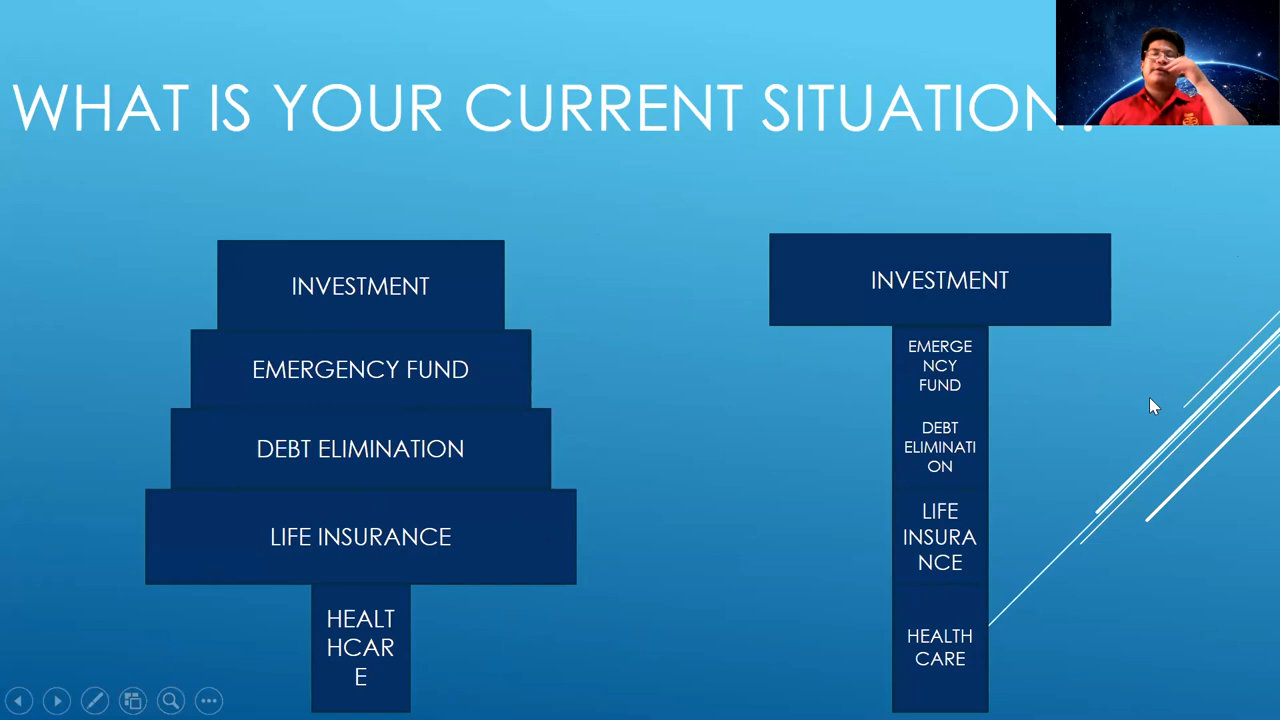 WHAT IS YOUR CURRENT SITUATION?
INVESTMENT
EMERGENCY FUND
DEBT ELIMINATION
LIFE INSURANCE
HEALT
HCAR
E
INVESTMENT
EMERGE
NCY
FUND
DEBT
ELIMINATI
ON
LIFE
INSURA
NCE
HEALTH
CARE